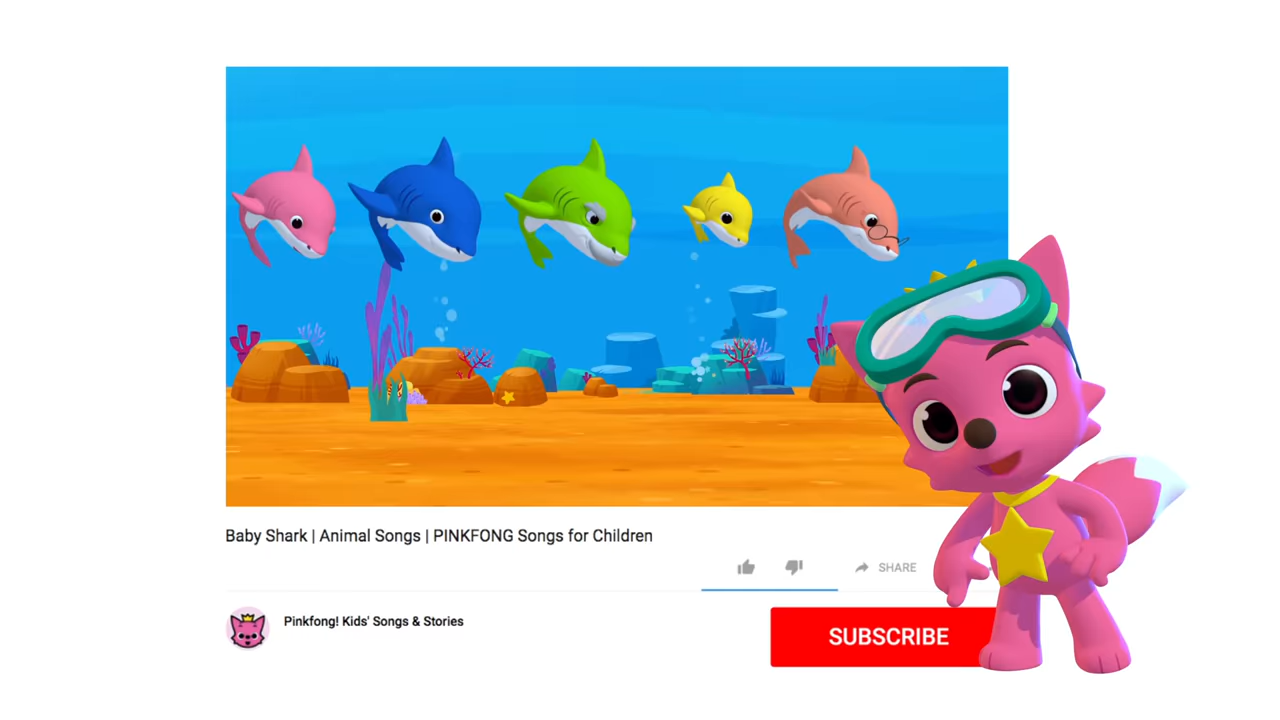 Baby Shark | Animal Songs | PINKFONG Songs for Children
SHARE
Pinkfong! Kids' Songs & Stories
SUBSCRIBE